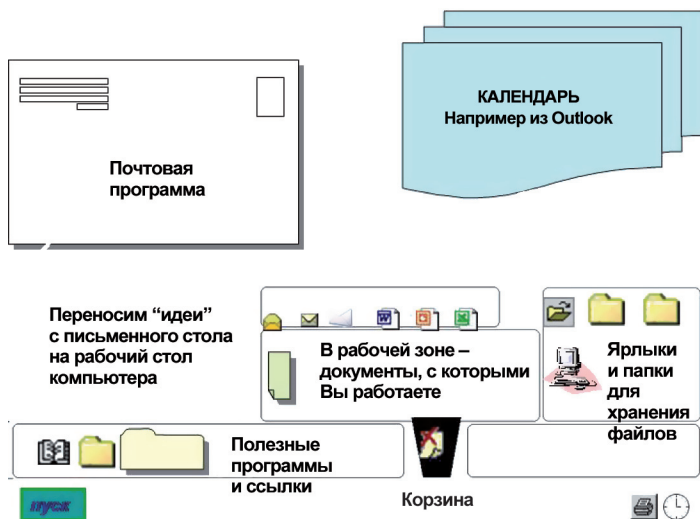 КАЛЕНДАРЬ
Например из Outlook
Почтовая
программа
Переносим “идеи”
с письменного стола
на рабочий стол
компьютера
В рабочей зоне –
документы, с которыми
Вы работаете
Ярлыки
и папки
для
хранения
файлов
Полезные
программы
и ссылки
Корзина
пуск